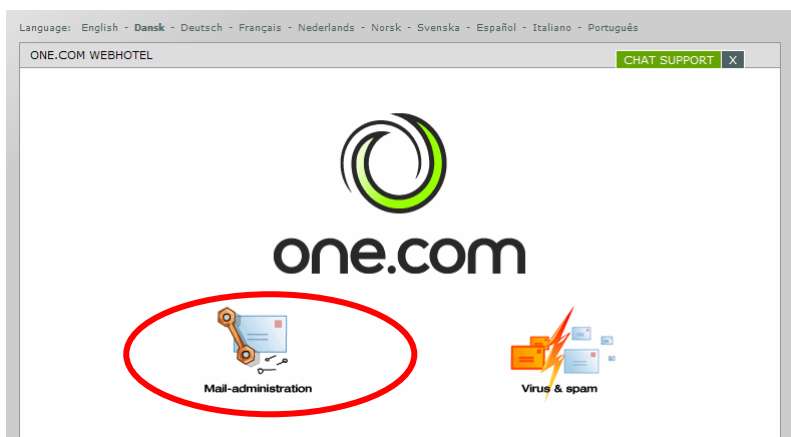 Language: English - Dansk - Deutsch - Français - Nederlands - Norsk - Svenska - Español - Italiano - Português
ONE.COM WEBHOTEL
CHAT SUPPORT X
one.com
Mail-administration
Virus & spam